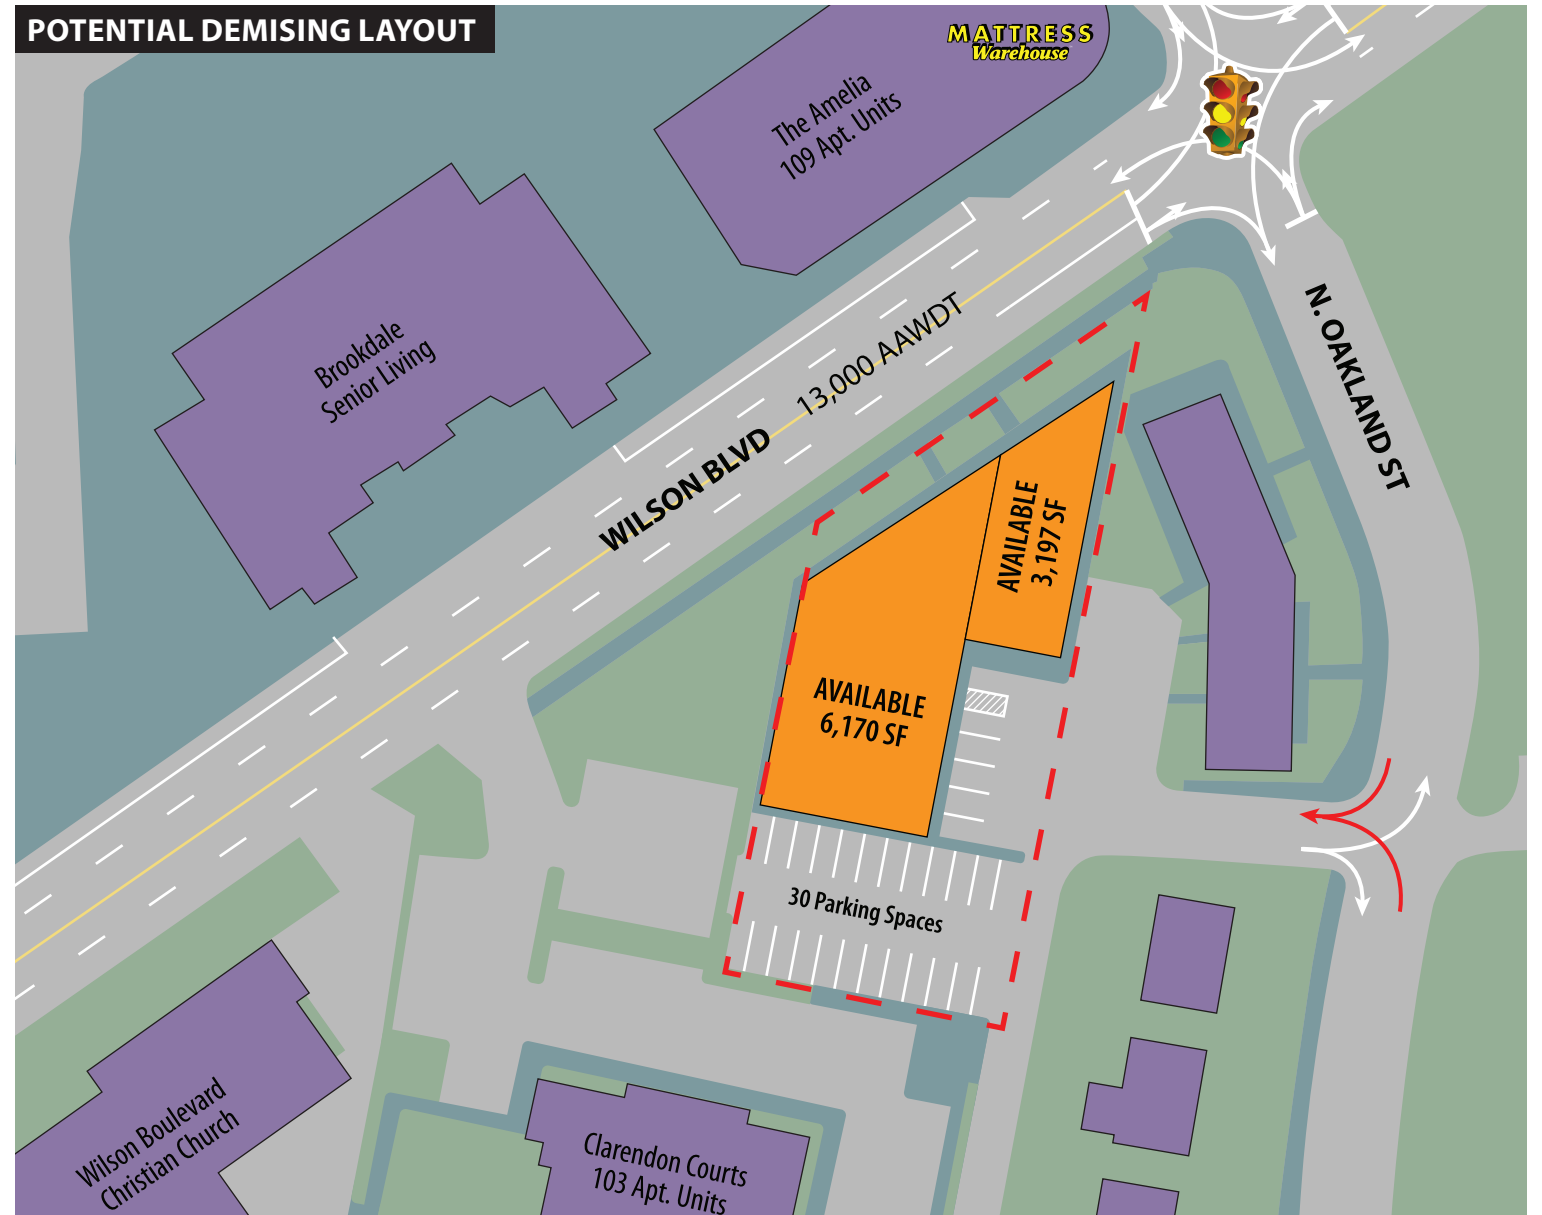 POTENTIAL DEMISING LAYOUT
MATTRESS
Warehouse
The Amelia
109 Apt. Units
Brookdale
Senior Living
13,000 AAWDT
WILSON BLVD
N. OAKLAND ST
AVAILABLE
3,197 SF
AVAILABLE
6,170 SF
30 Parking Spaces
Wilson Boulevard
Christian Church
Clarendon Courts
103 Apt. Units